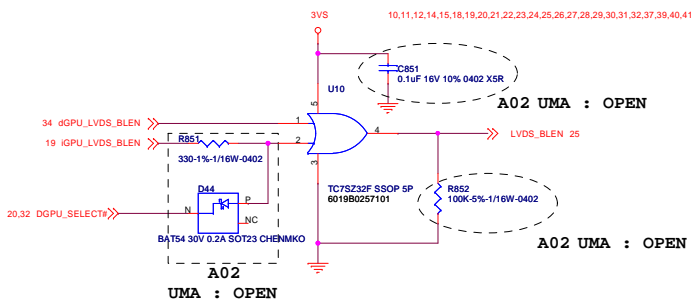 3VS
10,11,12,14,15,18,19,20,21,22,23,24,25,26,27,28,29,30,31,32,37,39,40,41
C851
0.1uF 16V 10% 0402 X5R
A02 UMA : OPEN
U10
5
34 dGPU_LVDS_BLEN
1
4
LVDS_BLEN 25
19 iGPU_LVDS_BLEN
R851
2
330-1%-1/16W-0402
3
TC7SZ32F SSOP 5P
6019B0257101
R852
100K-5%-1/16W-0402
D44
20,32 DGPU_SELECT#
N
P
NC
BAT54 30V 0.2A SOT23 CHENMKO
A02 UMA : OPEN
A02
UMA : OPEN